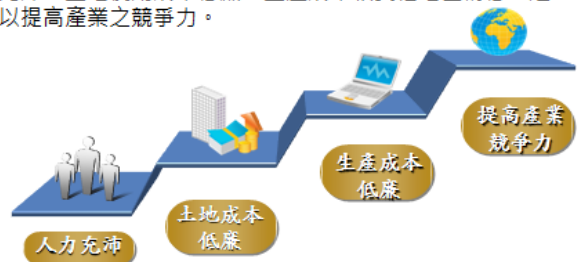 以提高產業之競爭力。
提高產業
競爭力
生產成本
低廉
土地成本
低廉
人力充沛